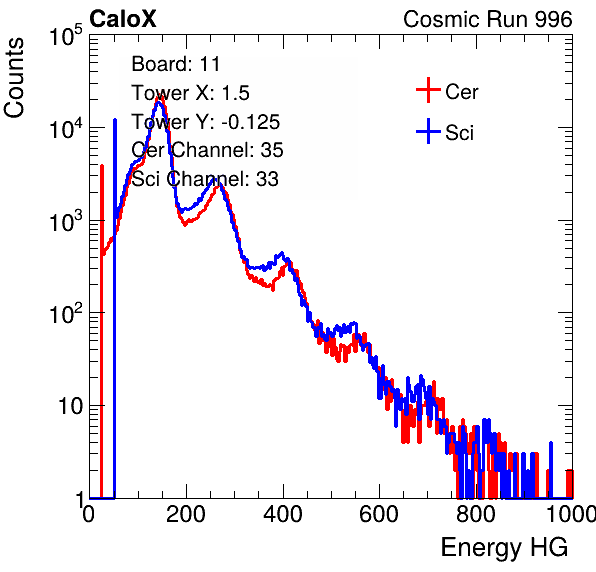 CaloX Cosmic Run 996
Counts
10^5
10^4
10^3
10^2
10
1
Board: 11
Tower X: 1.5
Tower Y: -0.125
Cer Channel: 35
Sci Channel: 33
Cer
Sci
0 200 400 600 800 1000
Energy HG